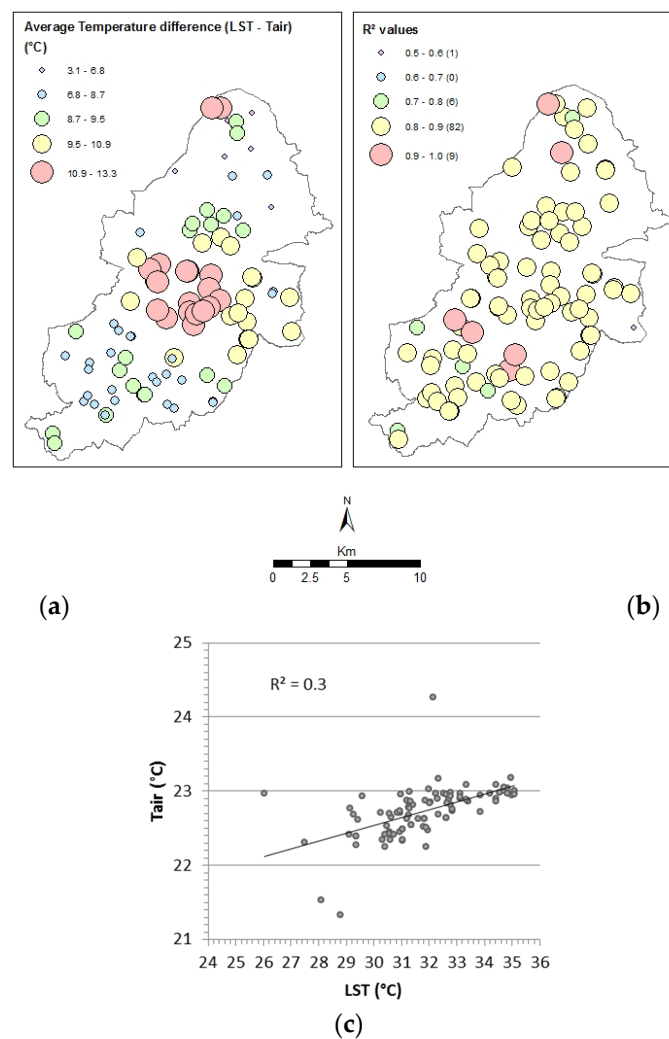 Average Temperature difference (LST - Tair)
(°C)
3.1 - 6.8
6.8 - 8.7
8.7 - 9.5
9.5 - 10.9
10.9 - 13.3
R² values
0.5 - 0.6 (1)
0.6 - 0.7 (0)
0.7 - 0.8 (6)
0.8 - 0.9 (82)
0.9 - 1.0 (9)
N
Km
0 2.5 5 10
(a)
(b)
25
24
23
22
21
R² = 0.3
Tair (°C)
24 25 26 27 28 29 30 31 32 33 34 35 36
LST (°C)
(c)